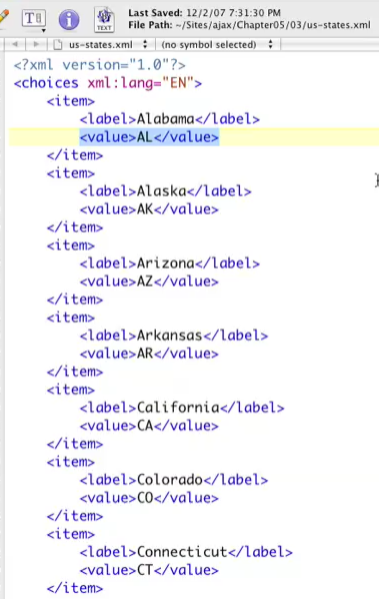 Last Saved: 12/2/07 7:31:30 PM
File Path: ~/Sites/ajax/Chapter05/03/us-states.xml
T
i
TEXT
us-states.xml
(no symbol selected)
<?xml version="1.0"?>
<choices xml:lang="EN">
<item>
<label>Alabama</label>
<value>AL</value>
</item>
<item>
<label>Alaska</label>
<value>AK</value>
</item>
<item>
<label>Arizona</label>
<value>AZ</value>
</item>
<item>
<label>Arkansas</label>
<value>AR</value>
</item>
<item>
<label>California</label>
<value>CA</value>
</item>
<item>
<label>Colorado</label>
<value>CO</value>
</item>
<item>
<label>Connecticut</label>
<value>CT</value>
</item>